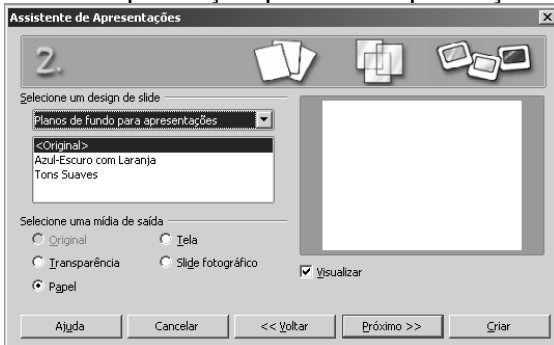 Assistente de Apresentações
2.
Selecione um design de slide
Planos de fundo para apresentações
<Original>
Azul-Escuro com Laranja
Tons Suaves
Selecione uma mídia de saída
Original Tela
Transparência Slide fotográfico
Papel
Visualizar
Ajuda Cancelar << Voltar Próximo >> Criar